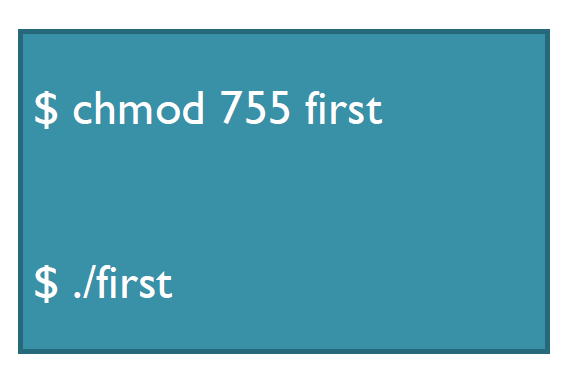 $ chmod 755 first
$ ./first